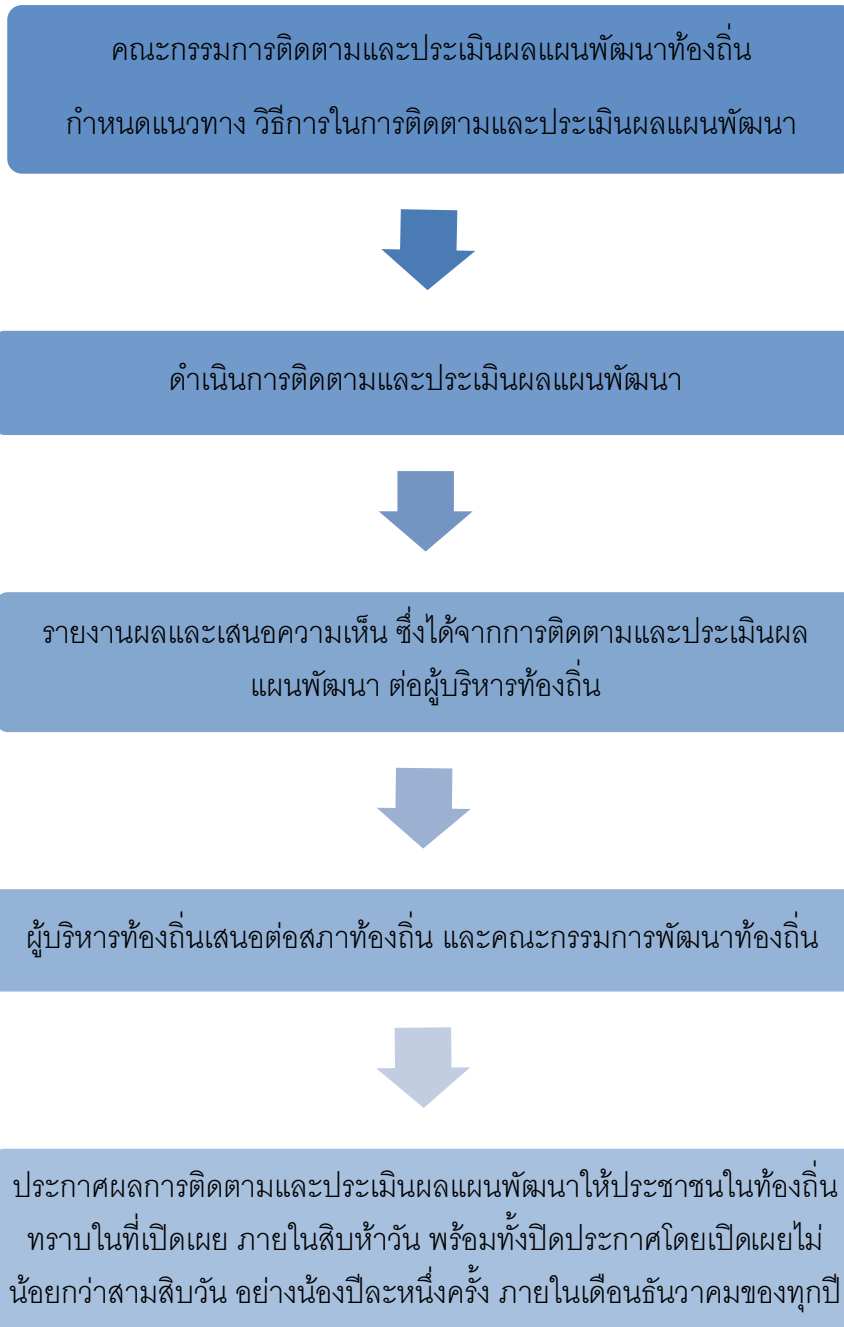 คณะกรรมการติดตามและประเมินผลแผนพัฒนาท้องถิ่น
กำหนดแนวทาง วิธีการในการติดตามและประเมินผลแผนพัฒนา
ดำเนินการติดตามและประเมินผลแผนพัฒนา
รายงานผลและเสนอความเห็น ซึ่งได้จากการติดตามและประเมินผล
แผนพัฒนา ต่อผู้บริหารท้องถิ่น
ผู้บริหารท้องถิ่นเสนอต่อสภาท้องถิ่น และคณะกรรมการพัฒนาท้องถิ่น
ประกาศผลการติดตามและประเมินผลแผนพัฒนาให้ประชาชนในท้องถิ่น
ทราบในที่เปิดเผย ภายในสิบห้าวัน พร้อมทั้งปิดประกาศโดยเปิดเผยไม่
น้อยกว่าสามสิบวัน อย่างน้องปีละหนึ่งครั้ง ภายในเดือนธันวาคมของทุกปี